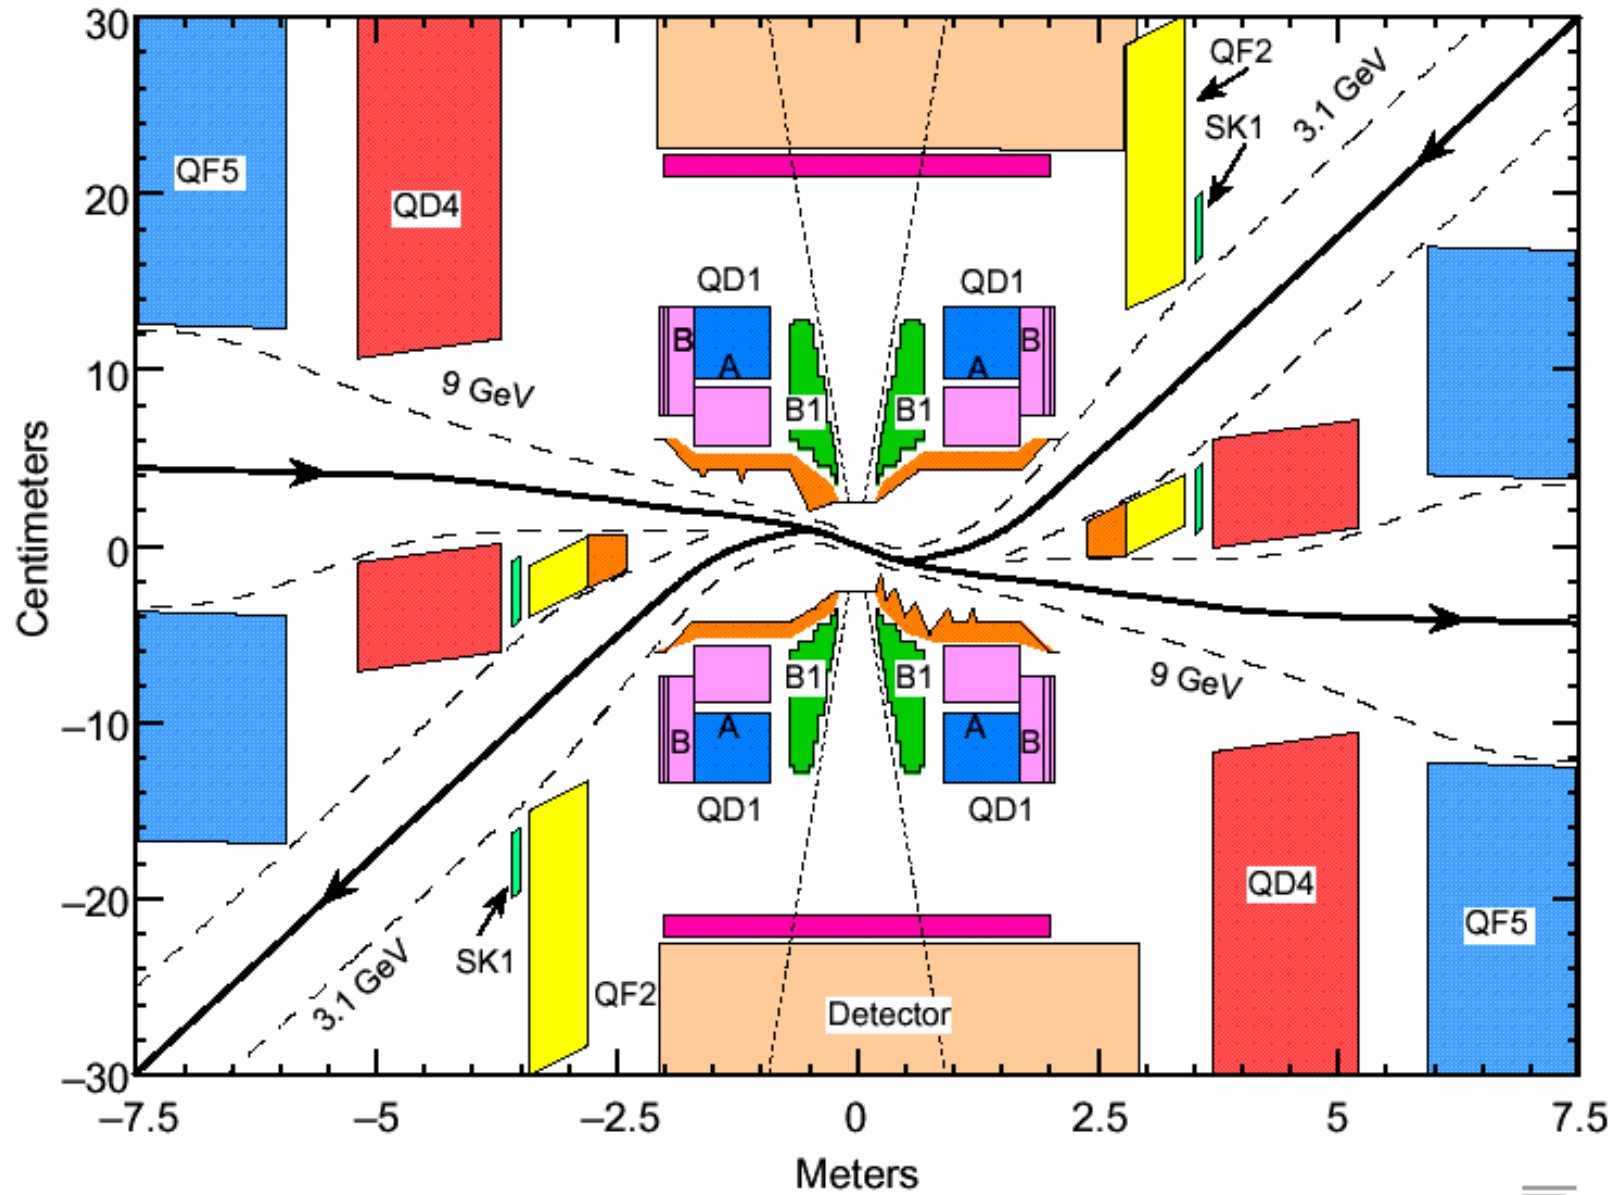 30
QF2
3.1 GeV
SK1
QF5
20
QD4
QD1
QD1
B
A
A
B
10
9 GeV
B1
B1
Centimeters
0
9 GeV
B1
B1
–10
B
A
A
B
QD1
QD1
QD4
–20
QF5
SK1
3.1 GeV
QF2
Detector
–30
–7.5
–5
–2.5
0
2.5
5
7.5
Meters